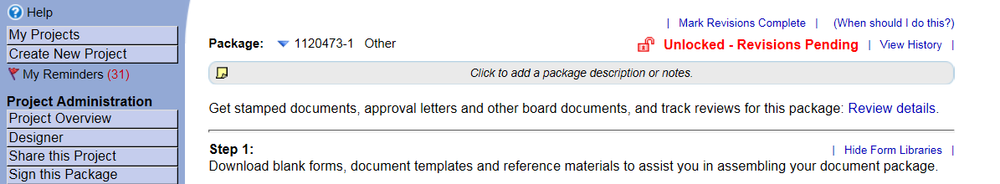 Help
My Projects
Create New Project
My Reminders (31)
Project Administration
Project Overview
Designer
Share this Project
Sign this Package
| Mark Revisions Complete | (When should I do this?)
Package: 1120473-1 Other
Unlocked - Revisions Pending | View History |
Click to add a package description or notes.
Get stamped documents, approval letters and other board documents, and track reviews for this package: Review details.
Step 1:
| Hide Form Libraries |
Download blank forms, document templates and reference materials to assist you in assembling your document package.